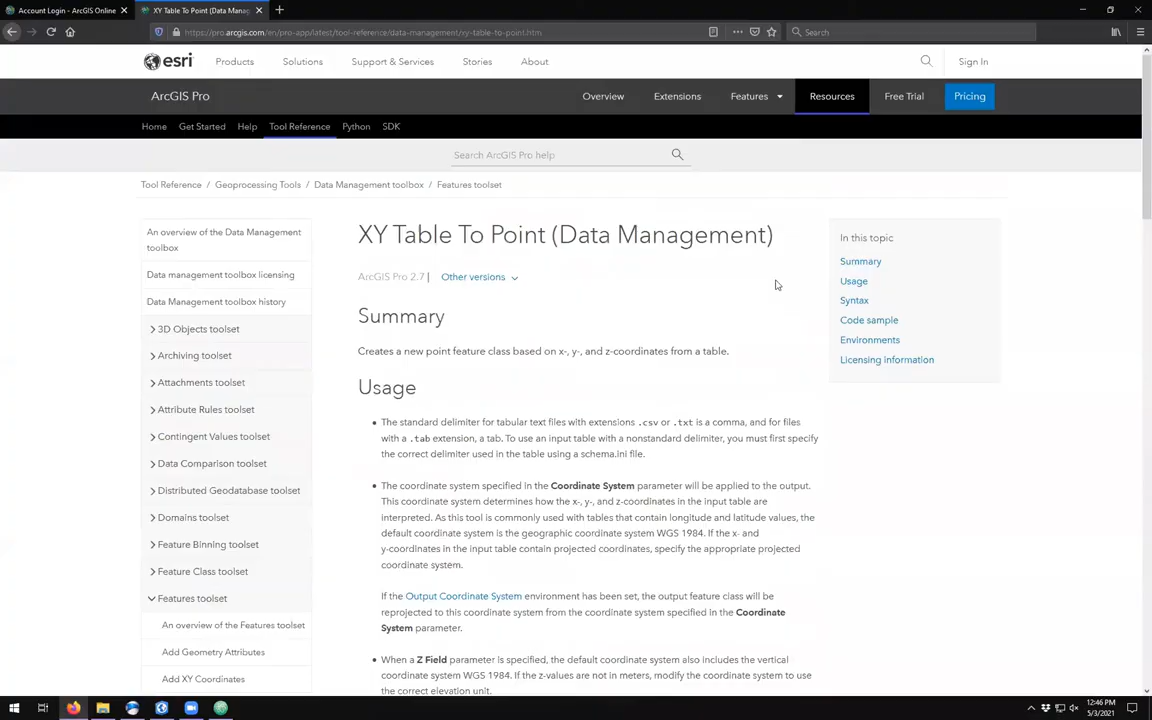 Account Login - ArcGIS Online
XY Table To Point (Data Manag
https://pro.arcgis.com/en/pro-app/latest/tool-reference/data-management/xy-table-to-point.htm
Search
esri
Products
Solutions
Support & Services
Stories
About
Sign In
ArcGIS Pro
Overview
Extensions
Features
Resources
Free Trial
Pricing
Home
Get Started
Help
Tool Reference
Python
SDK
Search ArcGIS Pro help
Tool Reference / Geoprocessing Tools / Data Management toolbox / Features toolset
An overview of the Data Management
toolbox
Data management toolbox licensing
Data Management toolbox history
3D Objects toolset
Archiving toolset
Attachments toolset
Attribute Rules toolset
Contingent Values toolset
Data Comparison toolset
Distributed Geodatabase toolset
Domains toolset
Feature Binning toolset
Feature Class toolset
Features toolset
An overview of the Features toolset
Add Geometry Attributes
Add XY Coordinates
XY Table To Point (Data Management)
ArcGIS Pro 2.7 | Other versions
Summary
Creates a new point feature class based on x-, y-, and z-coordinates from a table.
Usage
• The standard delimiter for tabular text files with extensions .csv or .txt is a comma, and for files
with a .tab extension, a tab. To use an input table with a nonstandard delimiter, you must first specify
the correct delimiter used in the table using a schema.ini file.
• The coordinate system specified in the Coordinate System parameter will be applied to the output.
This coordinate system determines how the x-, y-, and z-coordinates in the input table are
interpreted. As this tool is commonly used with tables that contain longitude and latitude values, the
default coordinate system is the geographic coordinate system WGS 1984. If the x- and
y-coordinates in the input table contain projected coordinates, specify the appropriate projected
coordinate system.
If the Output Coordinate System environment has been set, the output feature class will be
reprojected to this coordinate system from the coordinate system specified in the Coordinate
System parameter.
• When a Z Field parameter is specified, the default coordinate system also includes the vertical
coordinate system WGS 1984. If the z-values are not in meters, modify the coordinate system to use
the correct elevation unit.
In this topic
Summary
Usage
Syntax
Code sample
Environments
Licensing information
12:46 PM
5/3/2021